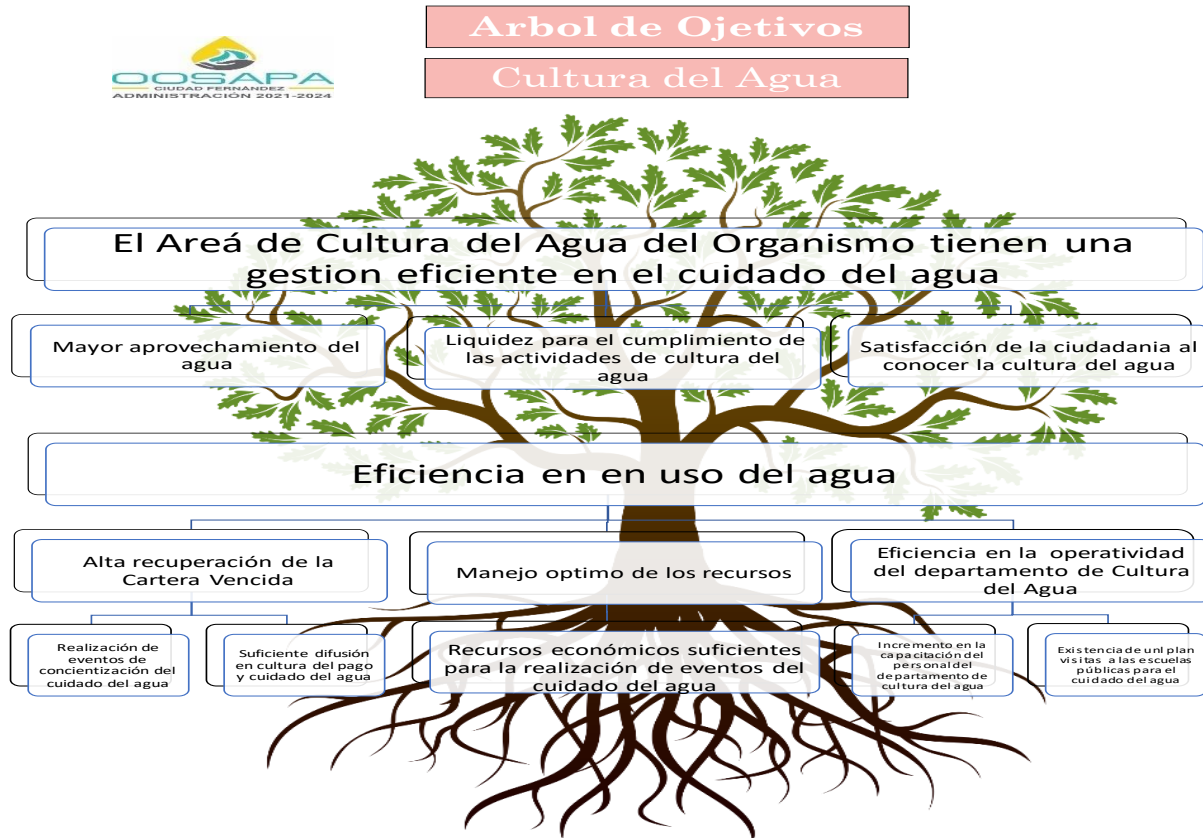 Arbol de Ojetivos
Cultura del Agua
OOSAPA
CIUDAD FERNÁNDEZ
ADMINISTRACIÓN 2021-2024
El Areá de Cultura del Agua del Organismo tienen una
gestion eficiente en el cuidado del agua
Mayor aprovechamiento del
agua
Liquidez para el cumplimiento de
las actividades de cultura del
agua
Satisfacción de la ciudadania al
conocer la cultura del agua
Eficiencia en en uso del agua
Alta recuperación de la
Cartera Vencida
Manejo optimo de los recursos
Eficiencia en la operatividad
del departamento de Cultura
del Agua
Realización de
eventos de
concientización del
cuidado del agua
Suficiente difusión
en cultura del pago
y cuidado del agua
Recursos económicos suficientes
para la realización de eventos del
cuidado del agua
Incremento en la
capacitación del
personal del
departamento de
cultura del agua
Existencia de unl plan
visitas a las escuelas
públicas para el
cuidado del agua